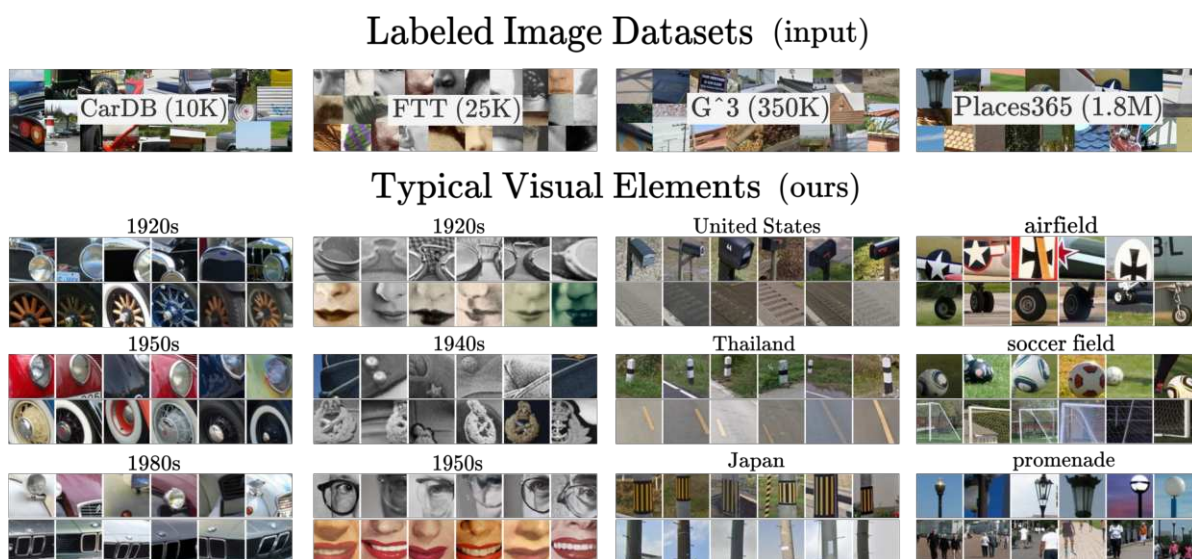 Labeled Image Datasets (input)
CarDB (10K) FTT (25K) G^3 (350K) Places365 (1.8M)
Typical Visual Elements (ours)
1920s 1920s United States airfield
1950s 1940s Thailand soccer field
1980s 1950s Japan promenade